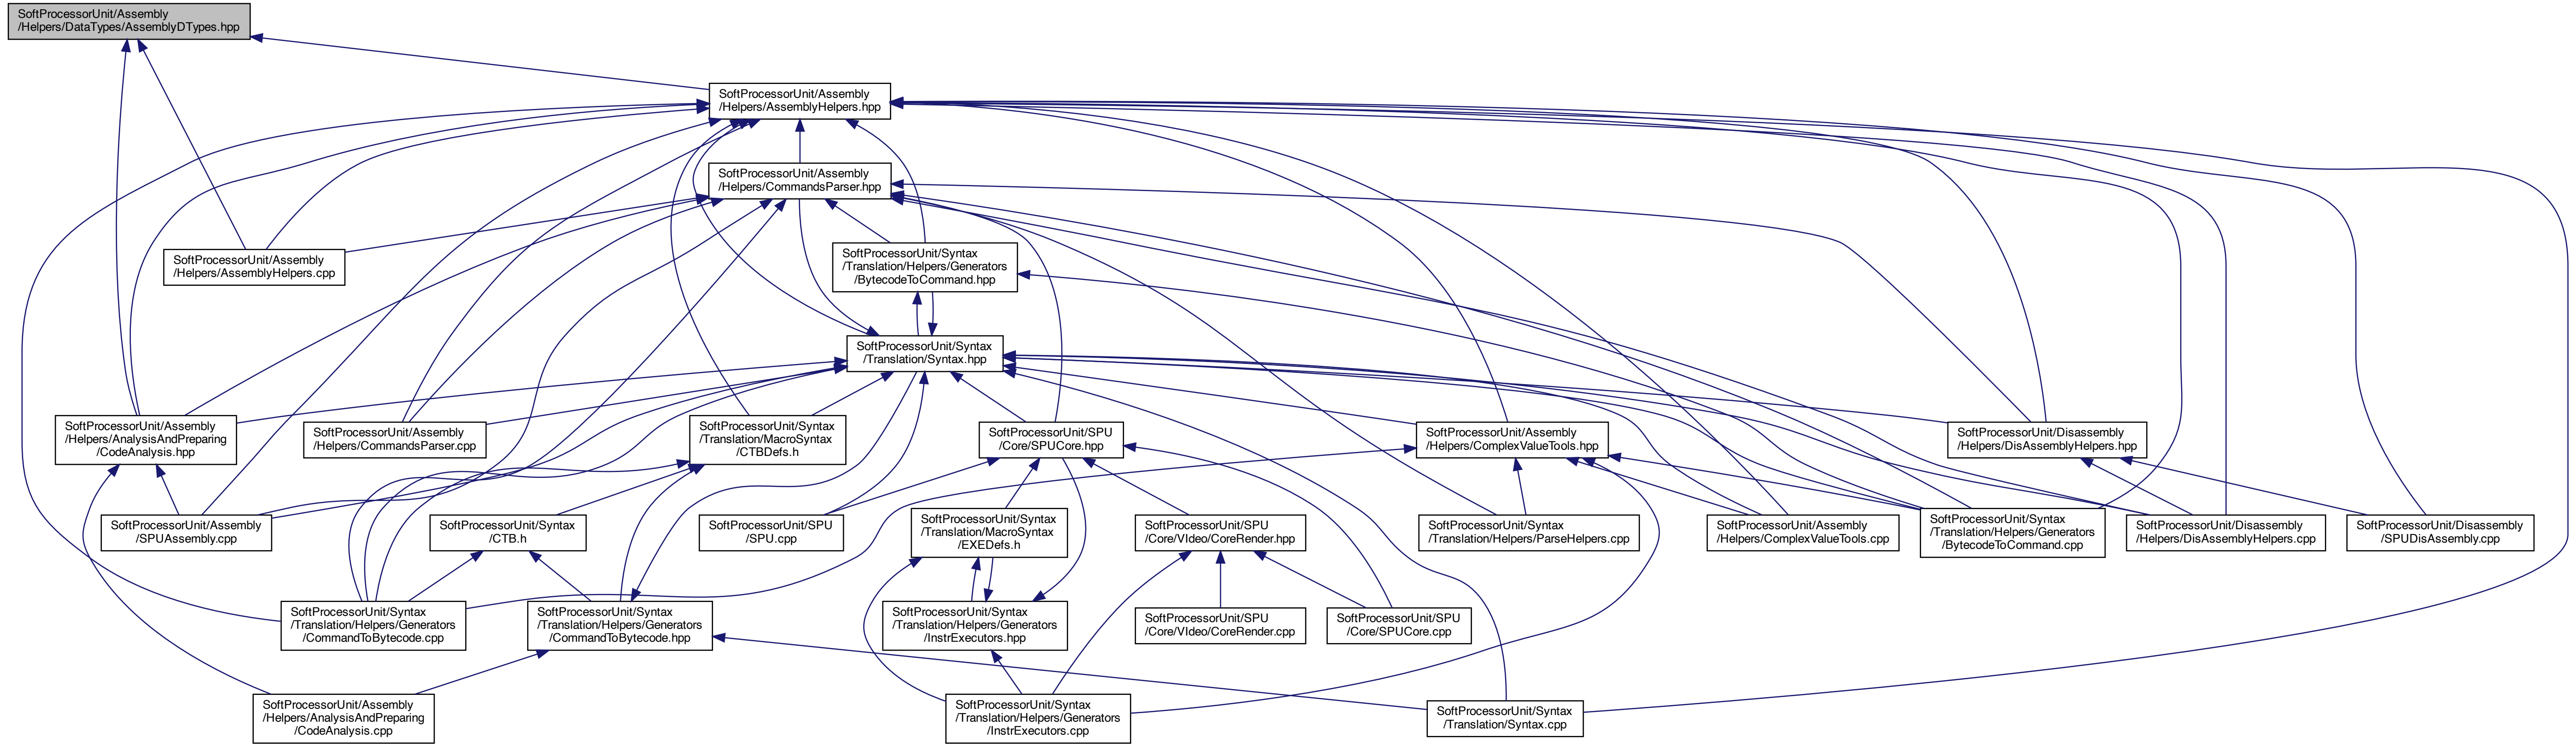 SoftProcessorUnit/Assembly
/Helpers/DataTypes/AssemblyDTypes.hpp
SoftProcessorUnit/Assembly
/Helpers/AssemblyHelpers.hpp
SoftProcessorUnit/Assembly
/Helpers/CommandsParser.hpp
SoftProcessorUnit/Assembly
/Helpers/AssemblyHelpers.cpp
SoftProcessorUnit/Syntax
/Translation/Helpers/Generators
/BytecodeToCommand.hpp
SoftProcessorUnit/Syntax
/Translation/Syntax.hpp
SoftProcessorUnit/Assembly
/Helpers/AnalysisAndPreparing
/CodeAnalysis.hpp
SoftProcessorUnit/Assembly
/Helpers/CommandsParser.cpp
SoftProcessorUnit/Syntax
/Translation/MacroSyntax
/CTBDefs.h
SoftProcessorUnit/SPU
/Core/SPUCore.hpp
SoftProcessorUnit/Assembly
/Helpers/ComplexValueTools.hpp
SoftProcessorUnit/Disassembly
/Helpers/DisAssemblyHelpers.hpp
SoftProcessorUnit/Assembly
/SPUAssembly.cpp
SoftProcessorUnit/Syntax
/CTB.h
SoftProcessorUnit/SPU
/SPU.cpp
SoftProcessorUnit/Syntax
/Translation/MacroSyntax
/EXEDefs.h
SoftProcessorUnit/SPU
/Core/VIdeo/CoreRender.hpp
SoftProcessorUnit/Syntax
/Translation/Helpers/ParseHelpers.cpp
SoftProcessorUnit/Assembly
/Helpers/ComplexValueTools.cpp
SoftProcessorUnit/Syntax
/Translation/Helpers/Generators
/BytecodeToCommand.cpp
SoftProcessorUnit/Disassembly
/Helpers/DisAssemblyHelpers.cpp
SoftProcessorUnit/Disassembly
/SPUDisAssembly.cpp
SoftProcessorUnit/Syntax
/Translation/Helpers/Generators
/CommandToBytecode.cpp
SoftProcessorUnit/Syntax
/Translation/Helpers/Generators
/CommandToBytecode.hpp
SoftProcessorUnit/Syntax
/Translation/Helpers/Generators
/InstrExecutors.hpp
SoftProcessorUnit/SPU
/Core/VIdeo/CoreRender.cpp
SoftProcessorUnit/SPU
/Core/SPUCore.cpp
SoftProcessorUnit/Assembly
/Helpers/AnalysisAndPreparing
/CodeAnalysis.cpp
SoftProcessorUnit/Syntax
/Translation/Helpers/Generators
/InstrExecutors.cpp
SoftProcessorUnit/Syntax
/Translation/Syntax.cpp